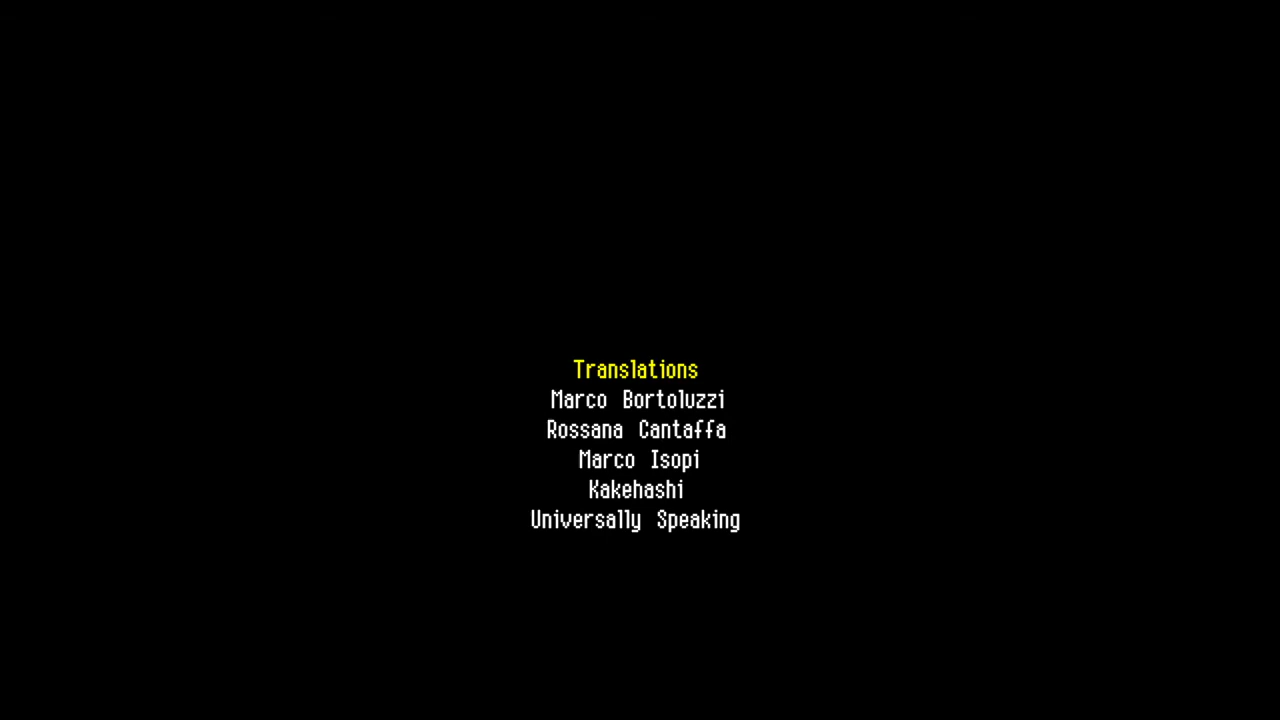 Translations
Marco Bortoluzzi
Rossana Cantaffa
Marco Isopi
Kakehashi
Universally Speaking